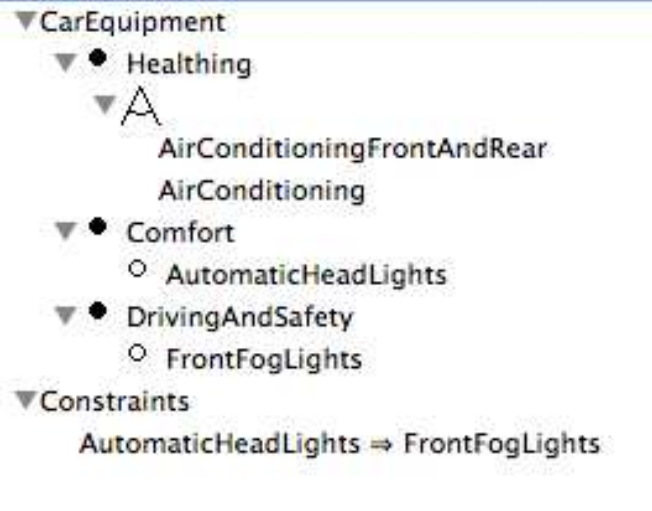 CarEquipment
Healthing
AirConditioningFrontAndRear
AirConditioning
Comfort
AutomaticHeadLights
DrivingAndSafety
FrontFogLights
Constraints
AutomaticHeadLights ⇒ FrontFogLights